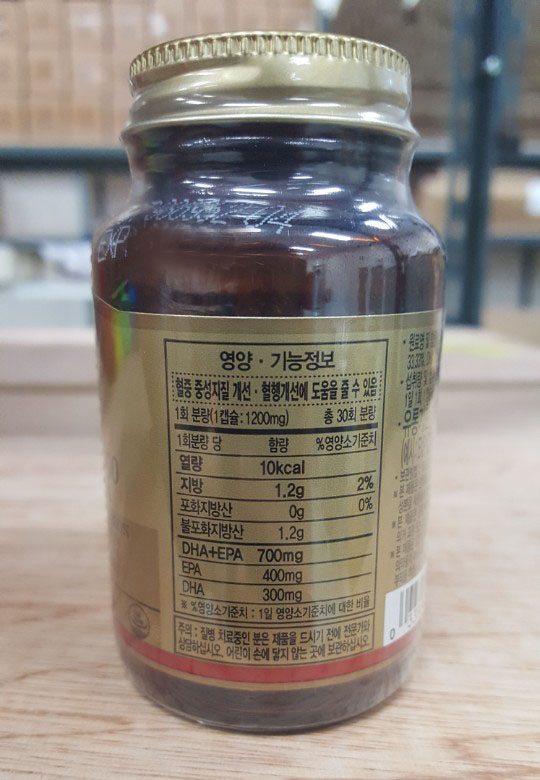 영양 · 기능정보
혈중 중성지질 개선 · 혈행개선에 도움을 줄 수 있음
1회 분량(1캡슐:1200mg) 총 30회 분량
1회분량 당 함량 %영양소기준치
열량 10kcal
지방 1.2g 2%
포화지방산 0g 0%
불포화지방산 1.2g
DHA+EPA 700mg
EPA 400mg
DHA 300mg
※ %영양소기준치 : 1일 영양소기준치에 대한 비율
주의 : 질병 치료중인 분은 제품을 드시기 전에 전문가와
상담하십시오. 어린이 손에 닿지 않는 곳에 보관하십시오.